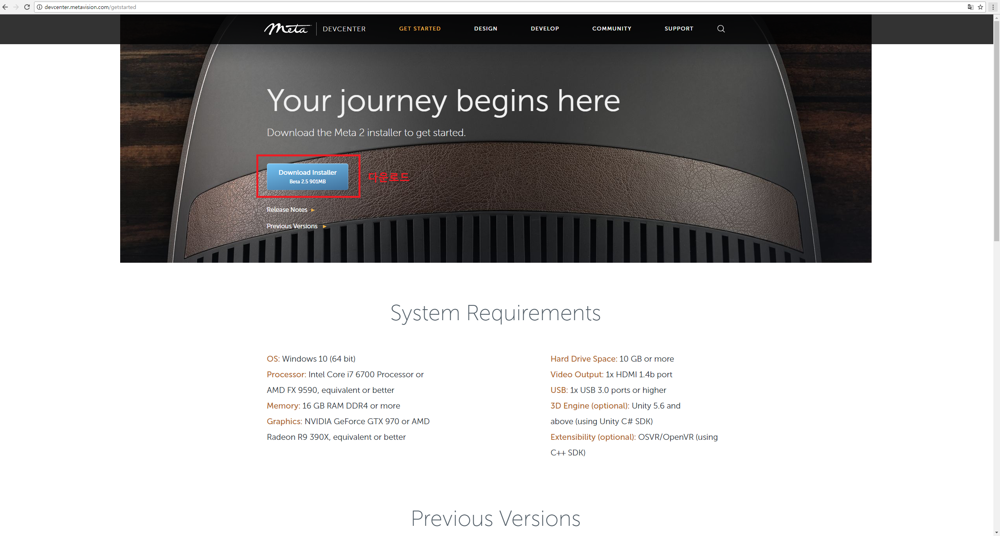 devcenter.metavision.com/getstarted
meta DEVCENTER GET STARTED DESIGN DEVELOP COMMUNITY SUPPORT
Your journey begins here
Download the Meta 2 installer to get started.
Download Installer
Beta 2.5 901MB
다운로드
Release Notes
Previous Versions
System Requirements
OS: Windows 10 (64 bit)
Processor: Intel Core i7 6700 Processor or
AMD FX 9590, equivalent or better
Memory: 16 GB RAM DDR4 or more
Graphics: NVIDIA GeForce GTX 970 or AMD
Radeon R9 390X, equivalent or better
Hard Drive Space: 10 GB or more
Video Output: 1x HDMI 1.4b port
USB: 1x USB 3.0 ports or higher
3D Engine (optional): Unity 5.6 and
above (using Unity C# SDK)
Extensibility (optional): OSVR/OpenVR (using
C++ SDK)
Previous Versions